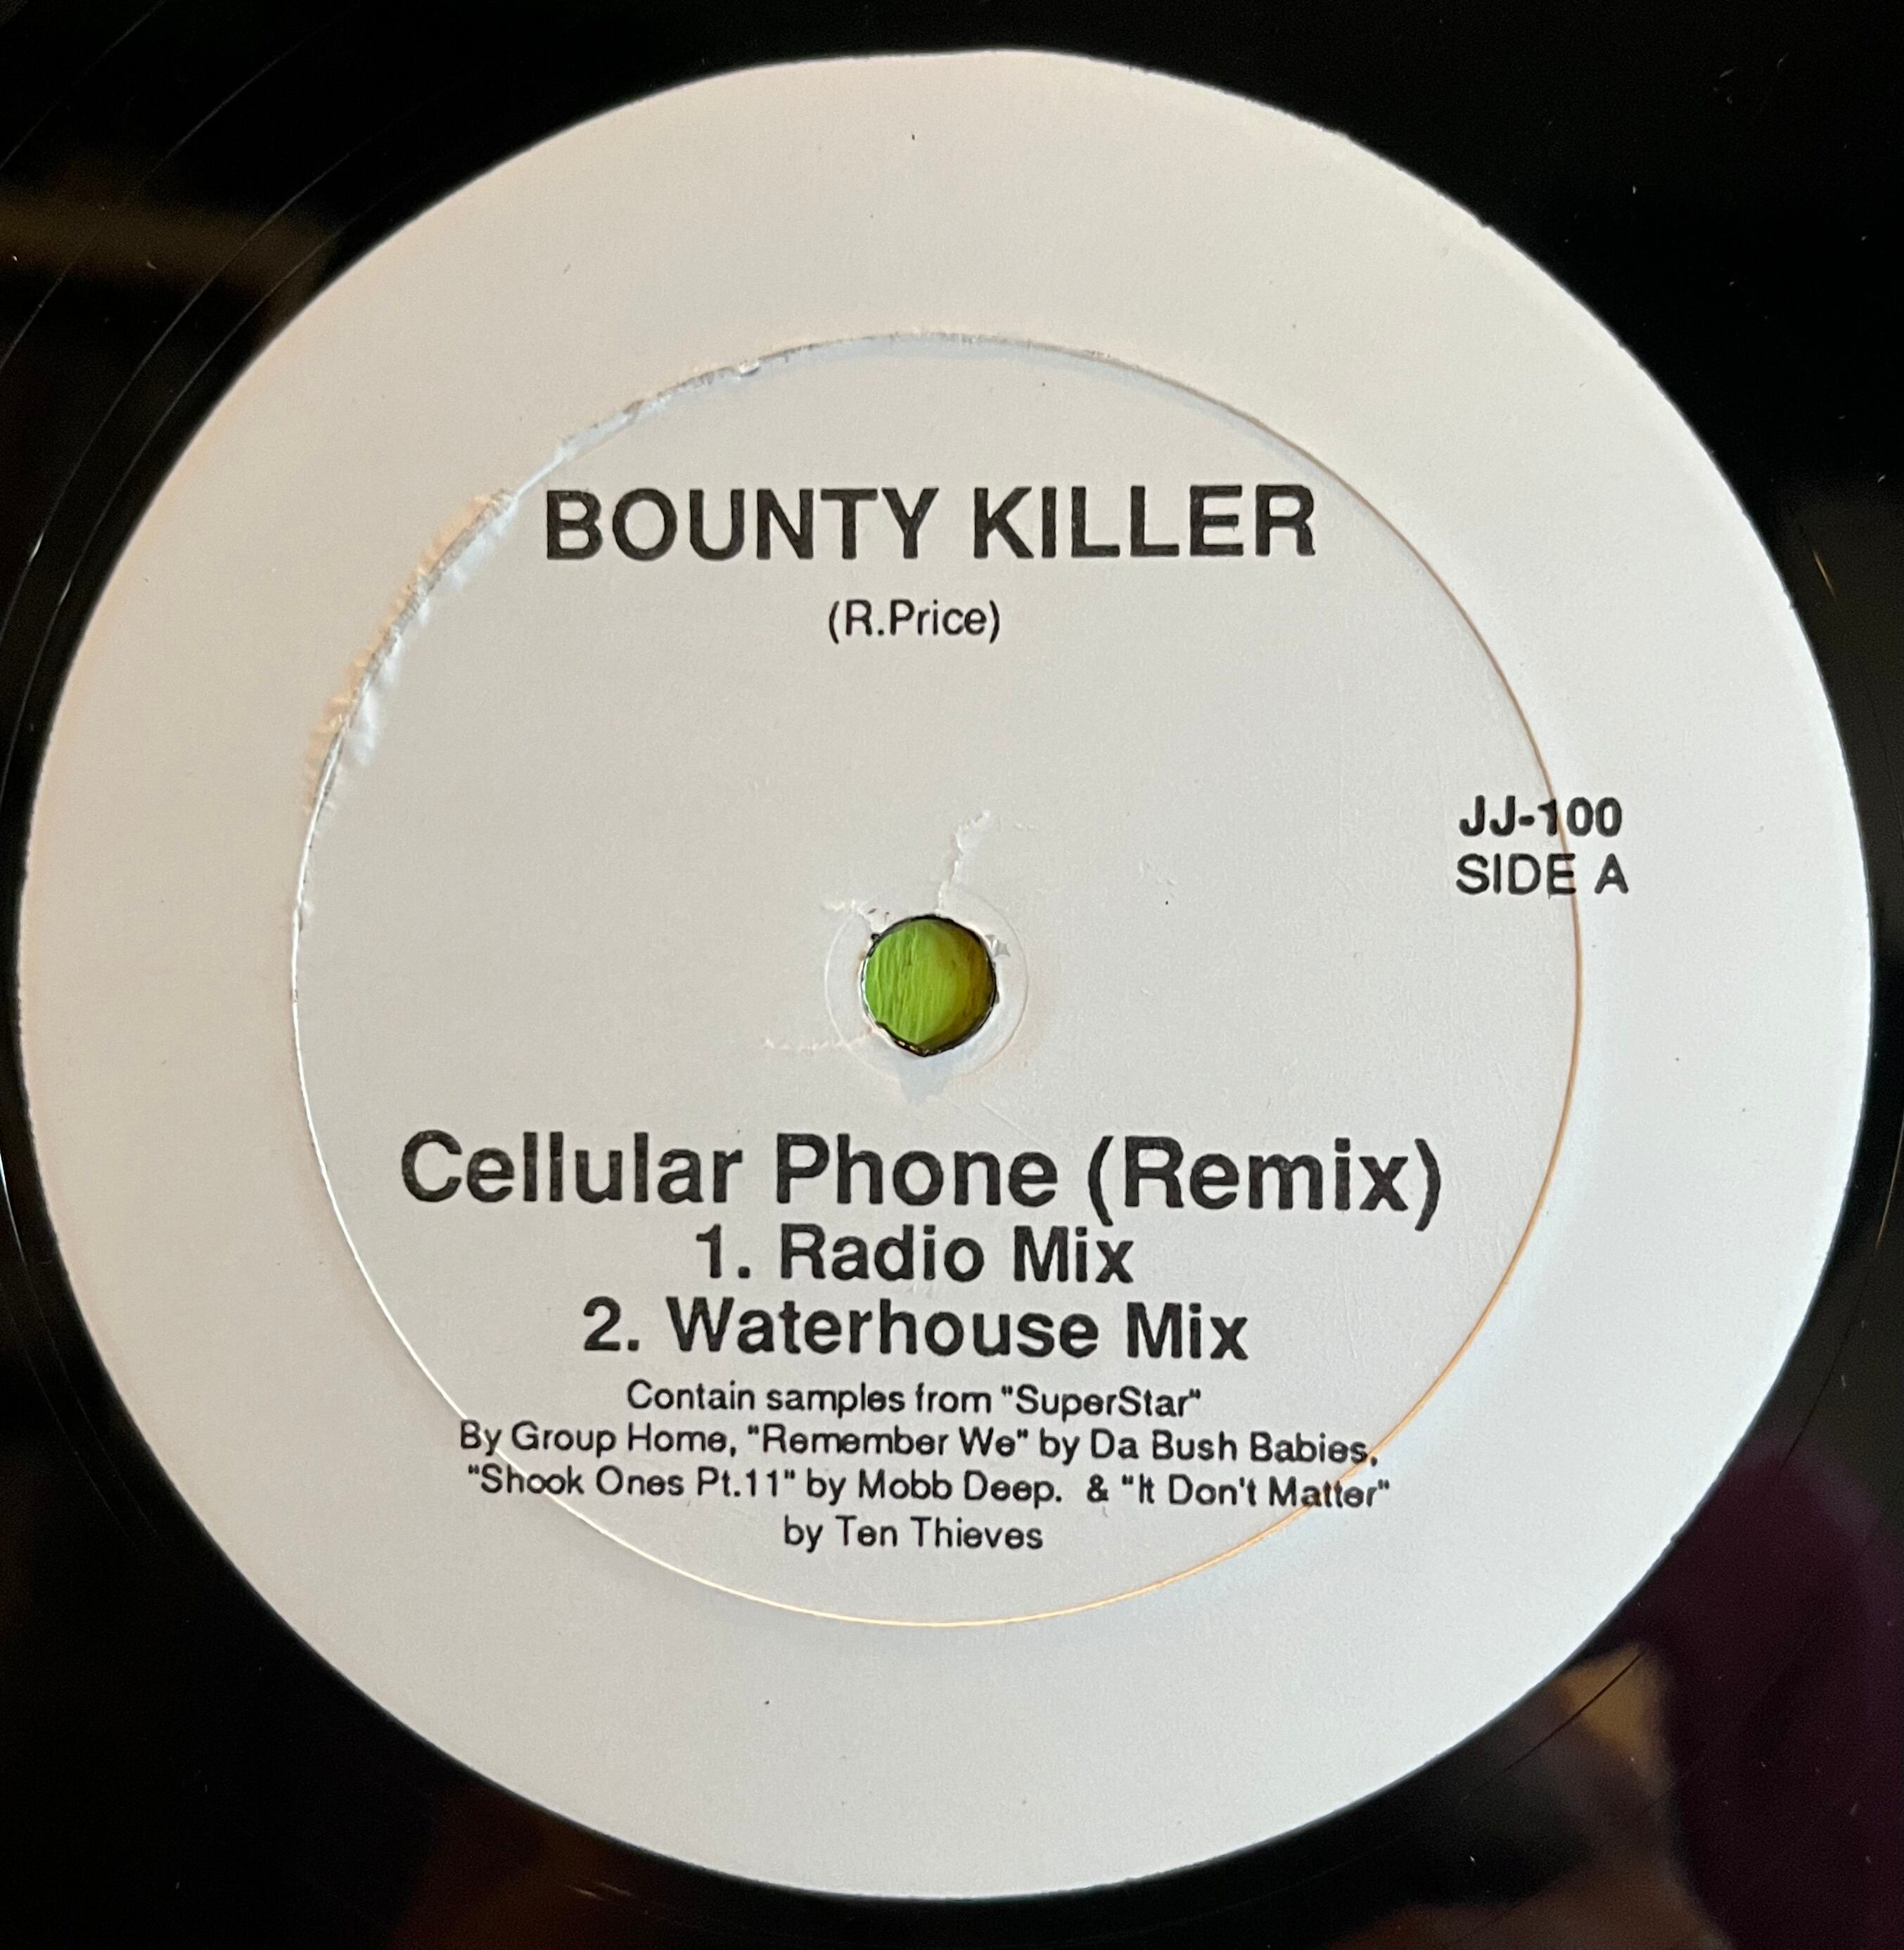 BOUNTY KILLER
(R.Price)
JJ-100
SIDE A
Cellular Phone (Remix)
1. Radio Mix
2. Waterhouse Mix
Contain samples from "SuperStar"
By Group Home, "Remember We" by Da Bush Babies,
"Shook Ones Pt.11" by Mobb Deep. & "It Don't Matter"
by Ten Thieves